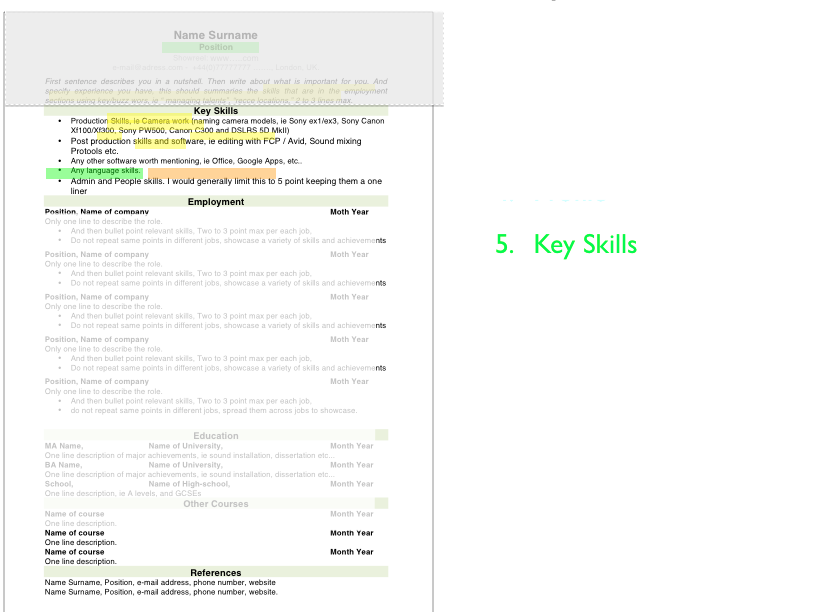 Name Surname
Position
Showreel: www.....com
First sentence describes you in a nutshell. Then write about what is important for you. And
specify experience you have, this should summaries the skills that are in the employment
sections using key/buzz wors, ie " managing talents", "recce locations," 2 to 3 lines max.
Key Skills
• Production Skills, ie Camera work (naming camera models, ie Sony ex1/ex3, Sony Canon
Xf100/Xf300, Sony PW500, Canon C300 and DSLRS 5D MkII)
• Post production skills and software, ie editing with FCP / Avid, Sound mixing
Protools etc.
• Any other software worth mentioning, ie Office, Google Apps, etc..
• Any language skills.
• Admin and People skills. I would generally limit this to 5 point keeping them a one
liner
Employment
Position, Name of company Moth Year
Only one line to describe the role.
• And then bullet point relevant skills, Two to 3 point max per each job,
• Do not repeat same points in different jobs, showcase a variety of skills and achievements
Position, Name of company Moth Year
Only one line to describe the role.
• And then bullet point relevant skills, Two to 3 point max per each job,
• Do not repeat same points in different jobs, showcase a variety of skills and achievements
Position, Name of company Moth Year
Only one line to describe the role.
• And then bullet point relevant skills, Two to 3 point max per each job,
• Do not repeat same points in different jobs, showcase a variety of skills and achievements
Position, Name of company Moth Year
Only one line to describe the role.
• And then bullet point relevant skills, Two to 3 point max per each job,
• Do not repeat same points in different jobs, showcase a variety of skills and achievements
Position, Name of company Moth Year
Only one line to describe the role.
• And then bullet point relevant skills, Two to 3 point max per each job,
• do not repeat same points in different jobs, spread them across jobs to showcase.
Education
MA Name, Name of University, Month Year
One line description of major achievements, ie sound installation, dissertation etc...
BA Name, Name of University, Month Year
One line description of major achievements, ie sound installation, dissertation etc...
School, Name of High-school, Month Year
One line description, ie A levels, and GCSEs
Other Courses
Name of course Month Year
One line description.
Name of course Month Year
One line description.
Name of course Month Year
One line description.
References
Name Surname, Position, e-mail address, phone number, website
Name Surname, Position, e-mail address, phone number, website.
5. Key Skills